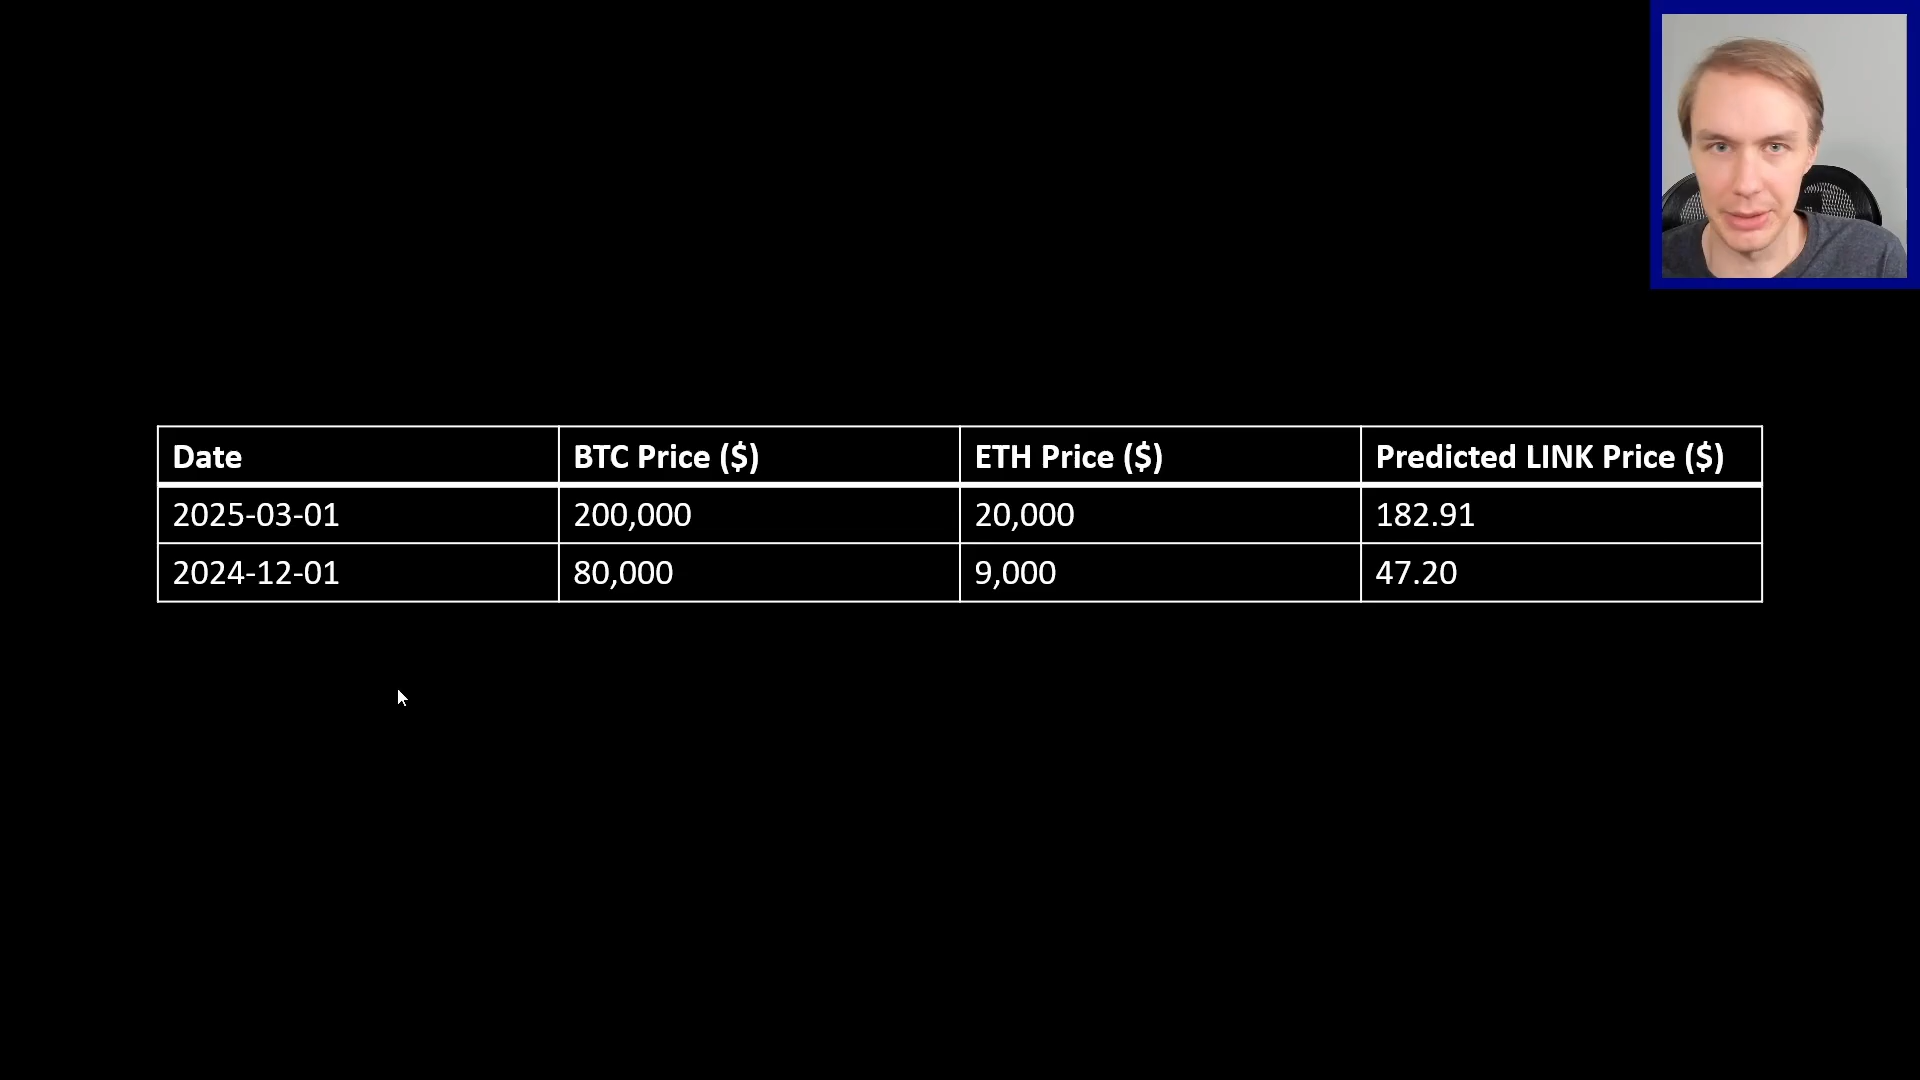 Date BTC Price ($) ETH Price ($) Predicted LINK Price ($)
2025-03-01 200,000 20,000 182.91
2024-12-01 80,000 9,000 47.20